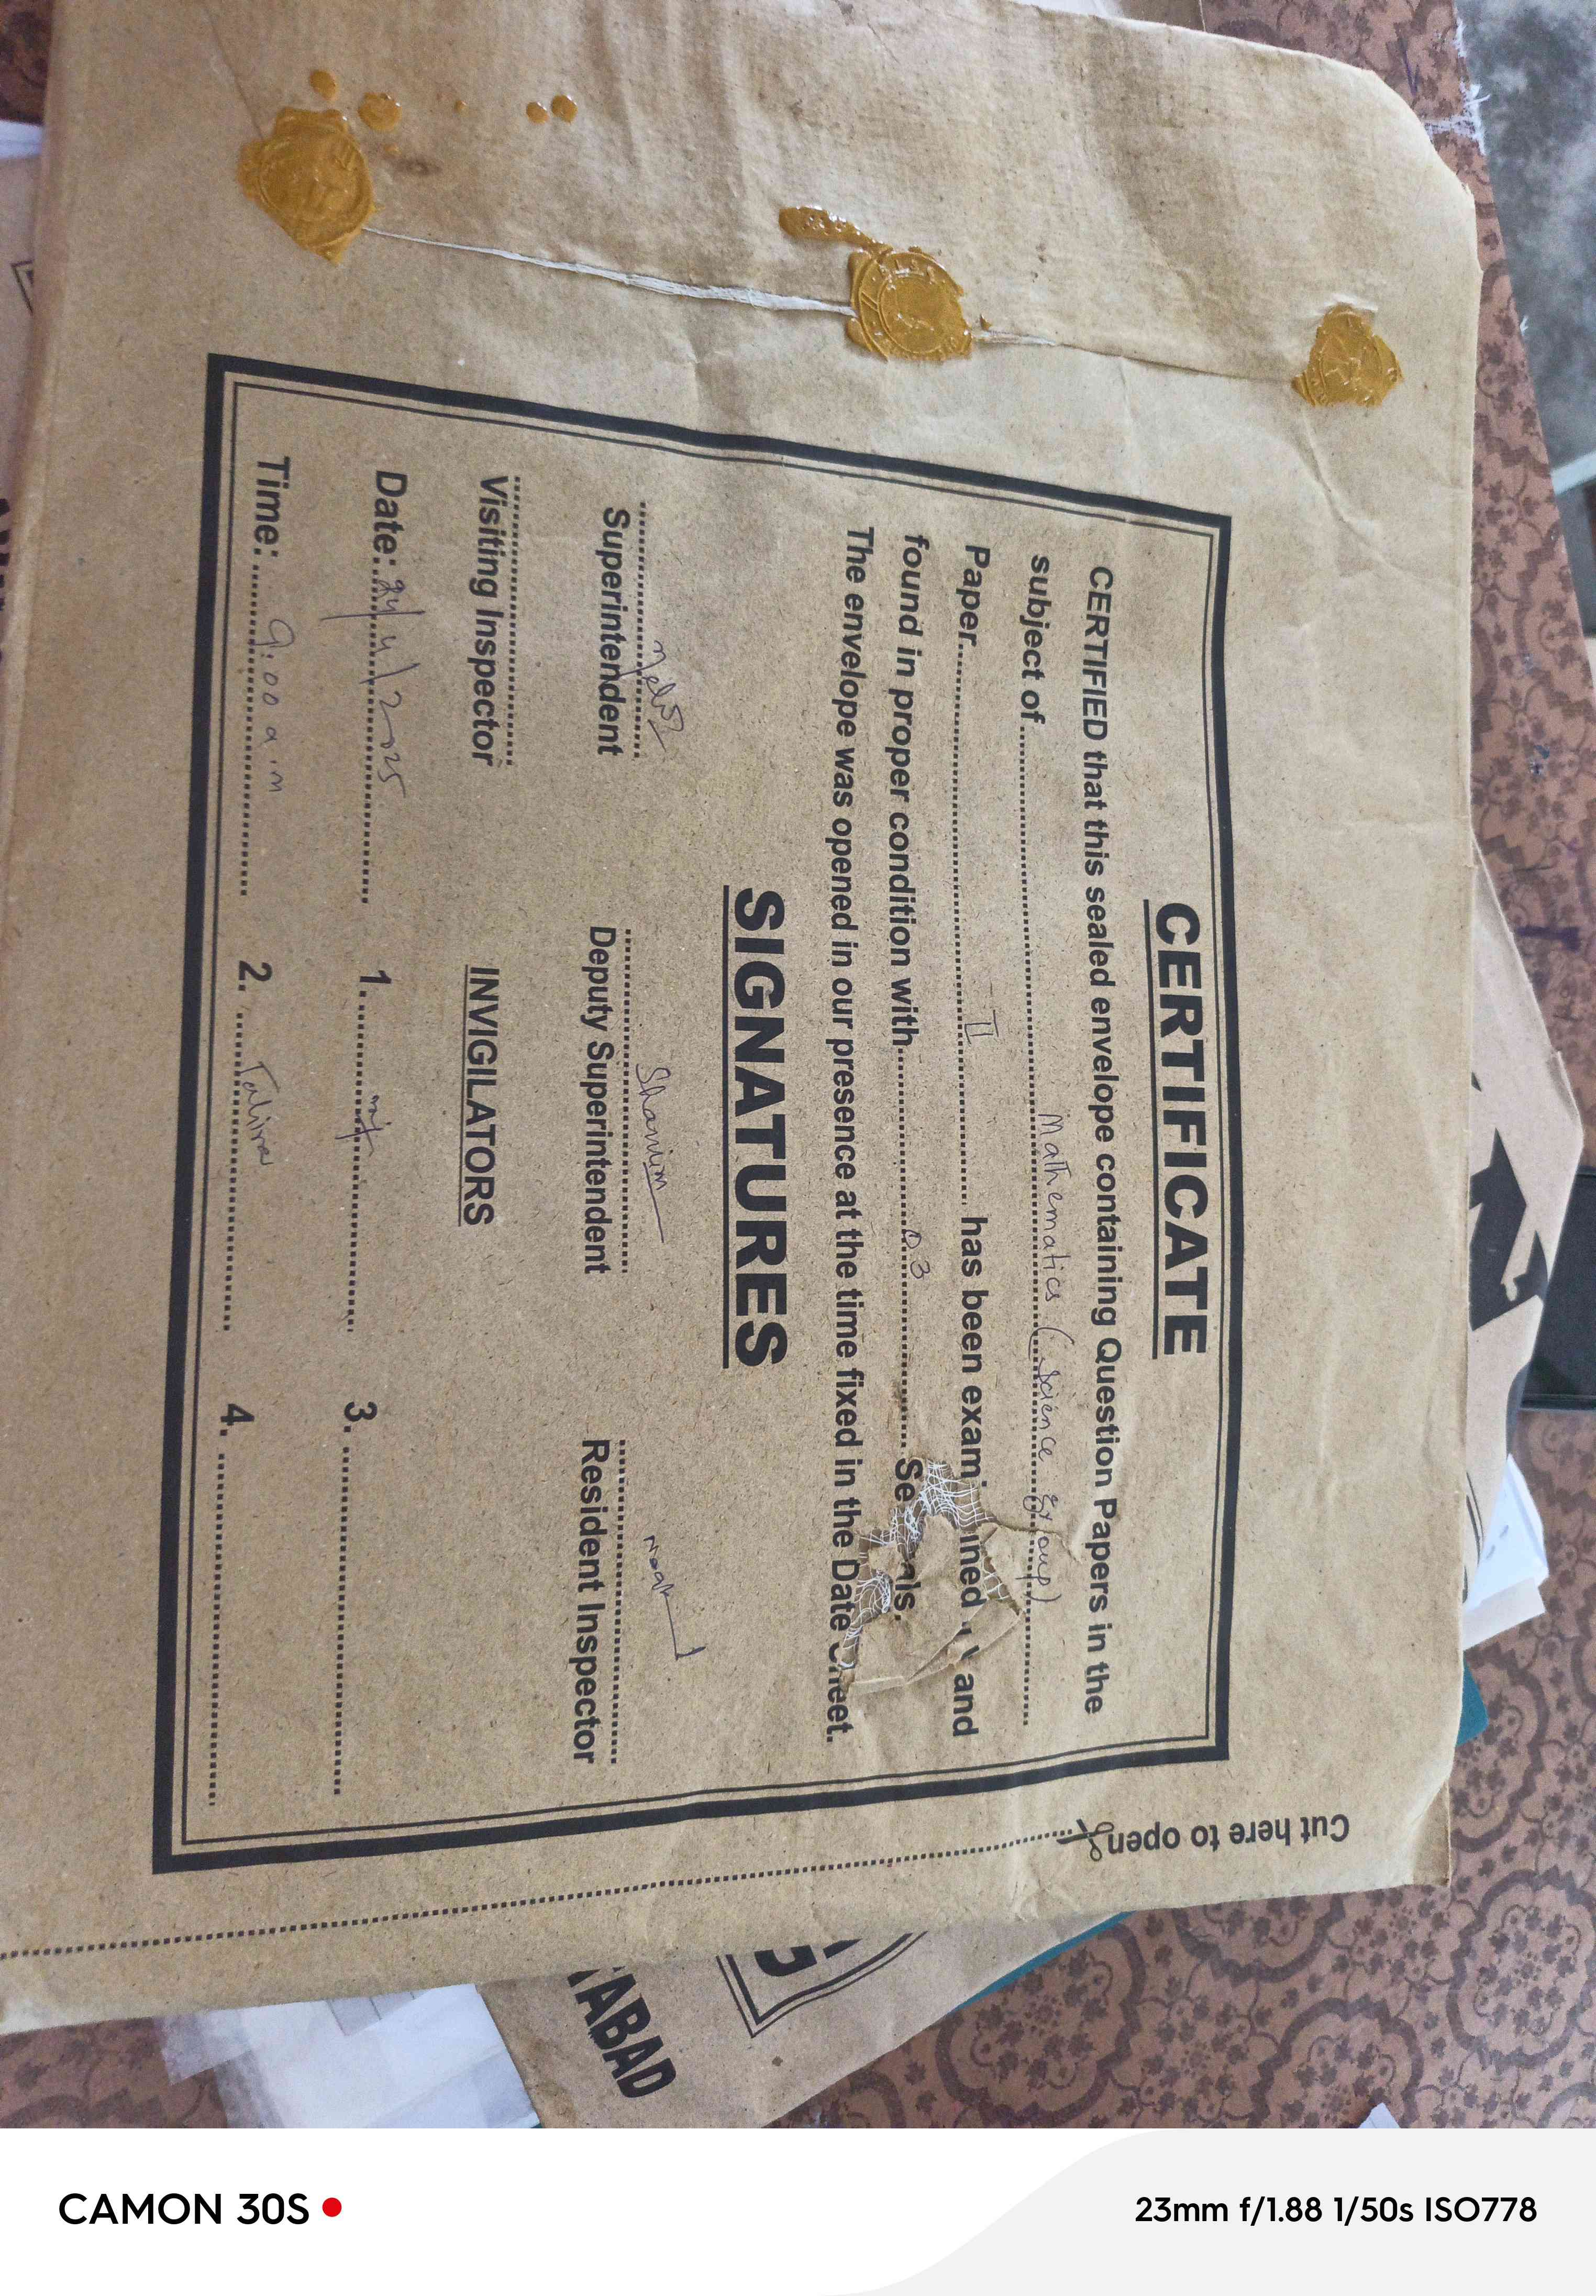 CERTIFICATE
CERTIFIED that this sealed envelope containing Question Papers in the
subject of Mathematics (Science group)
Paper II has been examined and
found in proper condition with 03 Seals.
The envelope was opened in our presence at the time fixed in the Date Sheet.
SIGNATURES
Shamim
Superintendent Deputy Superintendent Resident Inspector
Visiting Inspector INVIGILATORS
Date: 24/4/2025 1. 3.
Time: 9:00 a.m 2. 4.
Cut here to open
TABAD
CAMON 30S
23mm f/1.88 1/50s ISO778